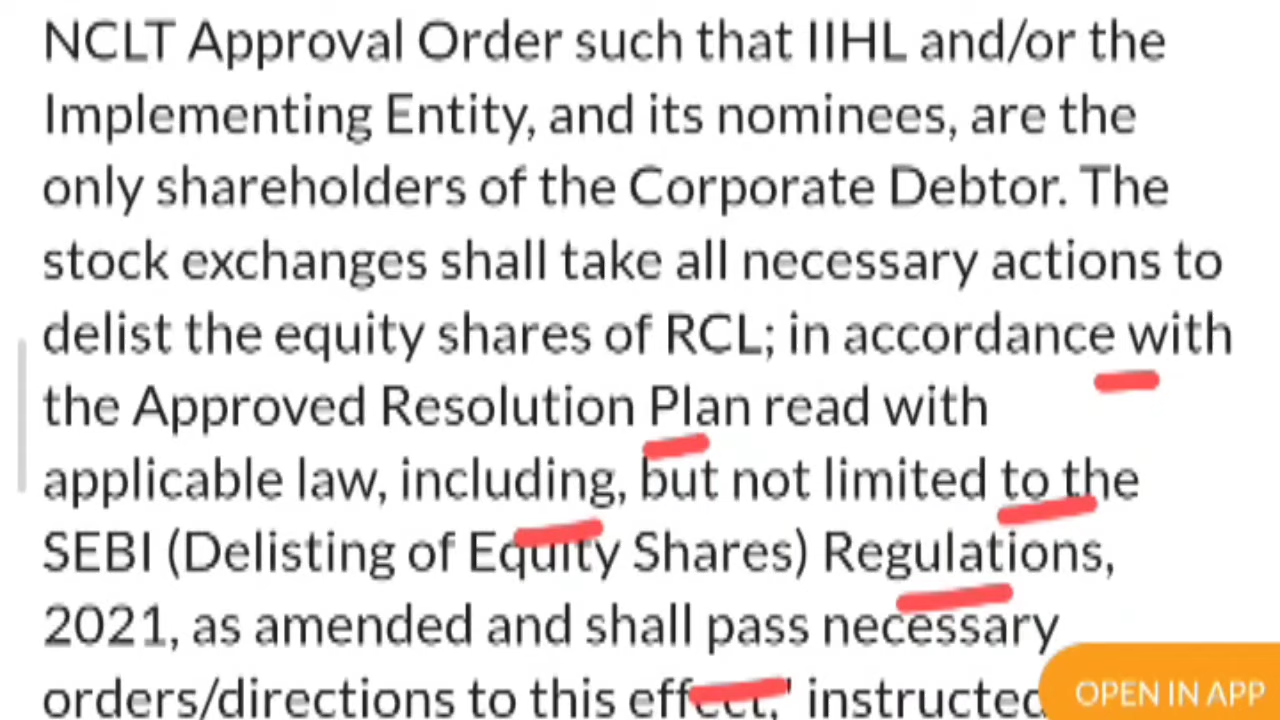 NCLT Approval Order such that IIHL and/or the
Implementing Entity, and its nominees, are the
only shareholders of the Corporate Debtor. The
stock exchanges shall take all necessary actions to
delist the equity shares of RCL; in accordance with
the Approved Resolution Plan read with
applicable law, including, but not limited to the
SEBI (Delisting of Equity Shares) Regulations,
2021, as amended and shall pass necessary
orders/directions to this effect," instructed
OPEN IN APP